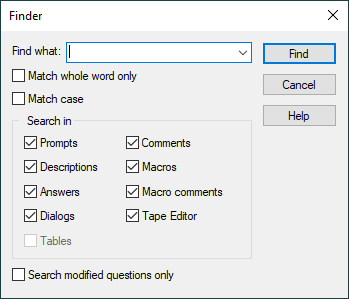 Finder
Find what:
Find
Match whole word only
Cancel
Match case
Help
Search in
Prompts
Comments
Descriptions
Macros
Answers
Macro comments
Dialogs
Tape Editor
Tables
Search modified questions only